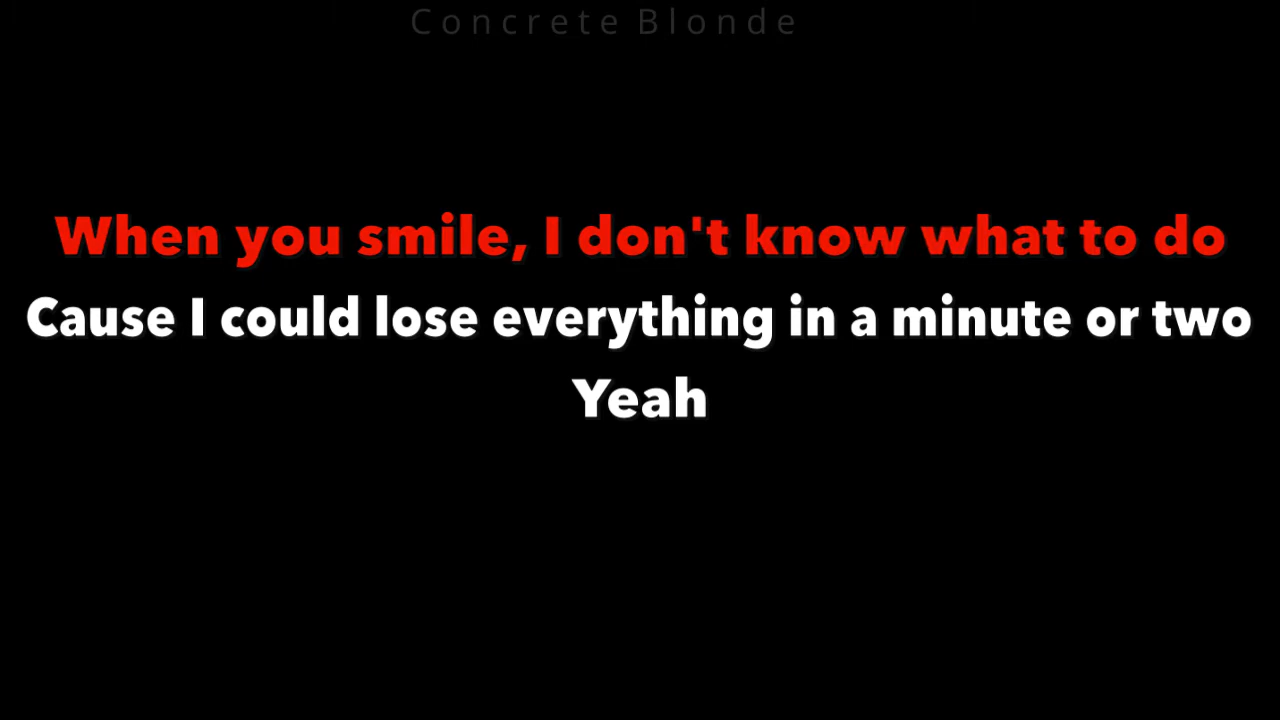 Concrete Blonde
When you smile, I don't know what to do
Cause I could lose everything in a minute or two
Yeah